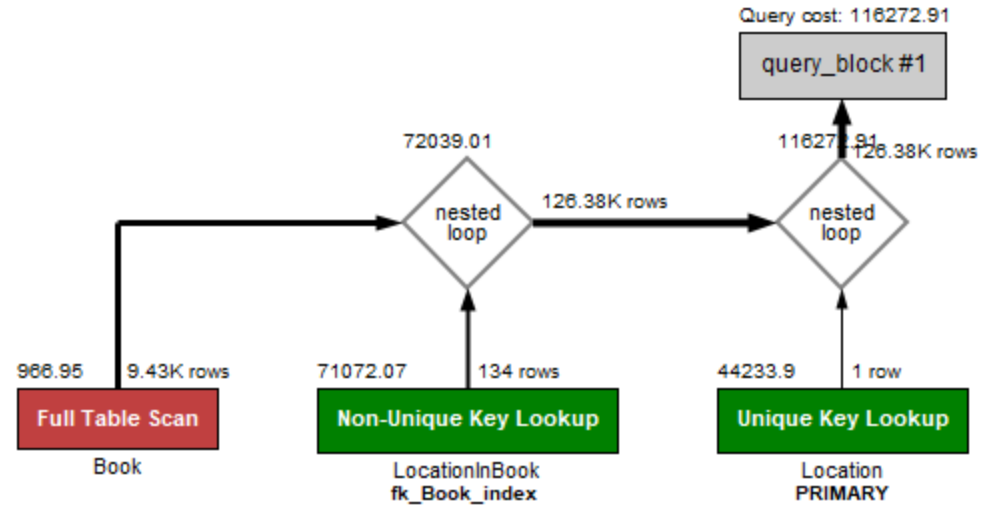 Query cost: 116272.91
query_block #1
72039.01
116272.91
126.38K rows
126.38K rows
nested
loop
nested
loop
966.95
9.43K rows
71072.07
134 rows
44233.9
1 row
Full Table Scan
Non-Unique Key Lookup
Unique Key Lookup
Book
LocationInBook
fk_Book_index
Location
PRIMARY